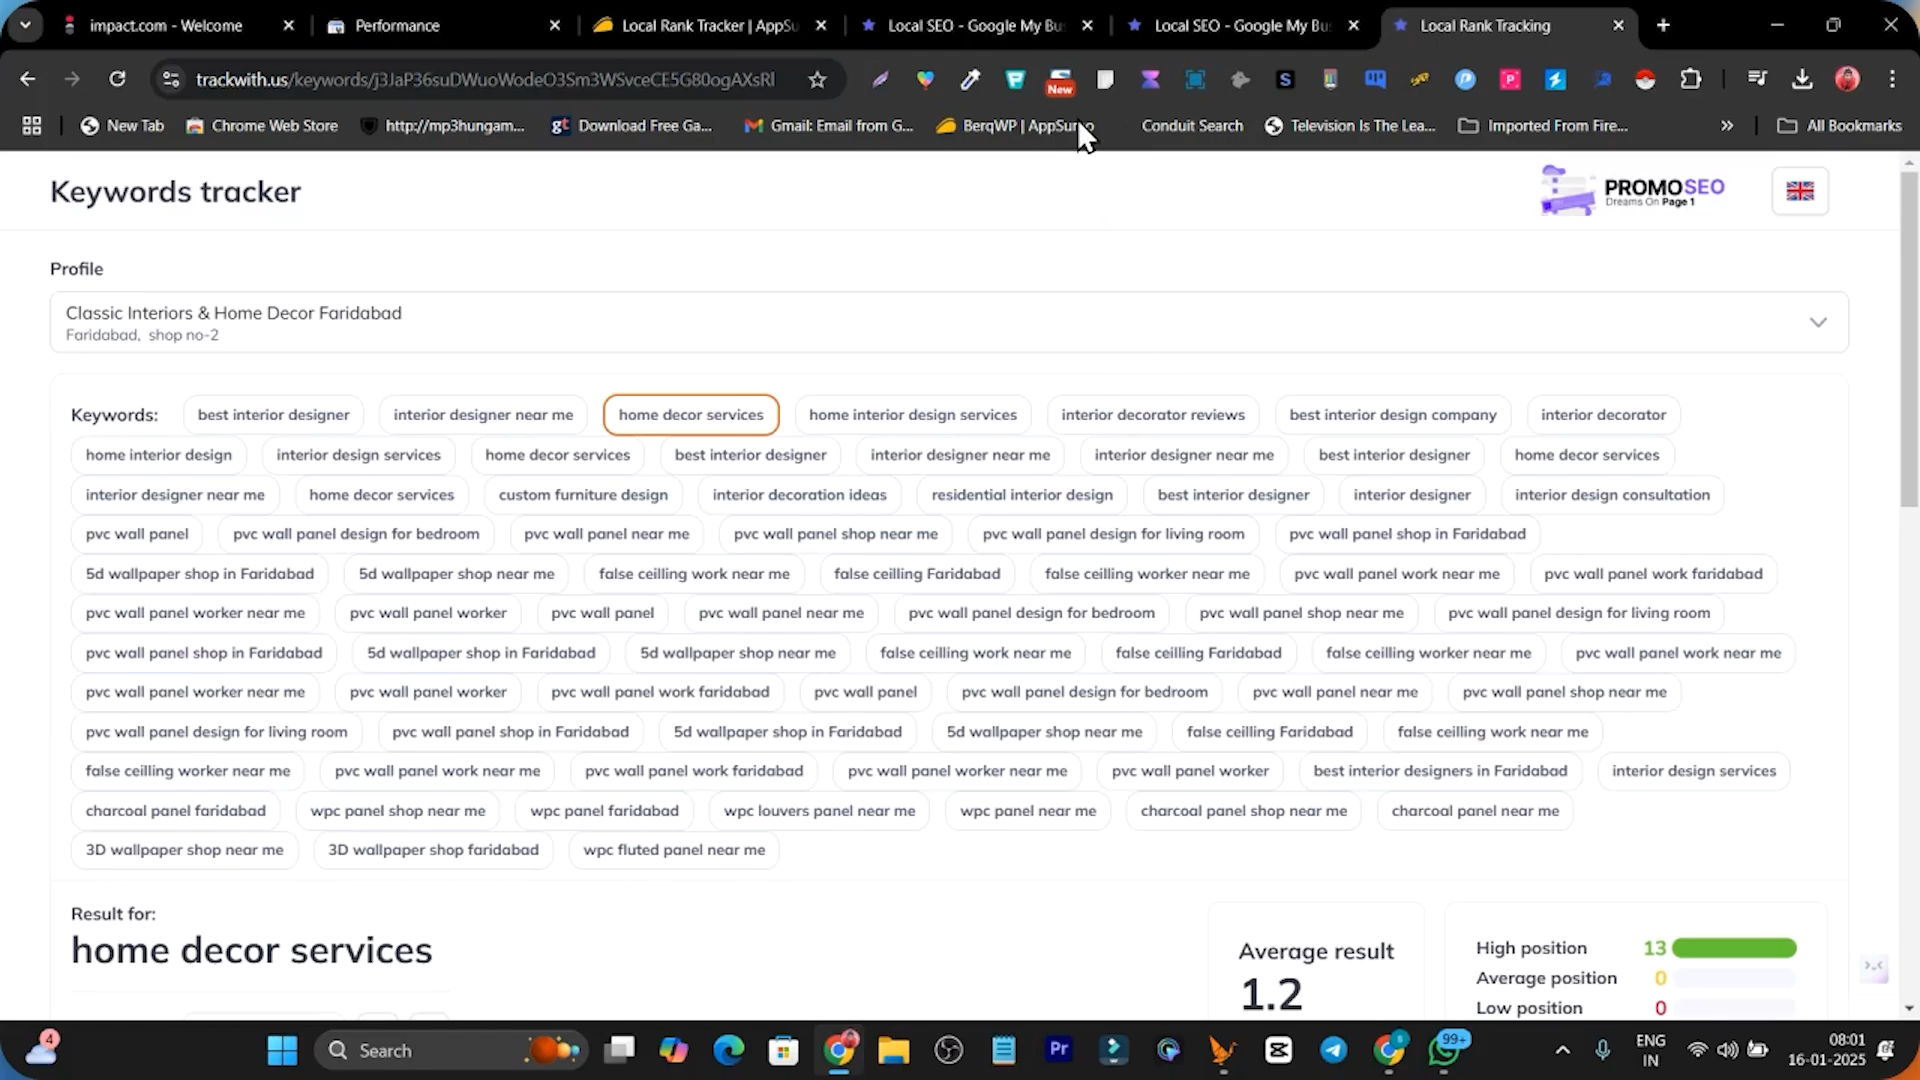 impact.com - Welcome
Performance
Local Rank Tracker | AppSu
Local SEO - Google My Bu
Local SEO - Google My Bu
Local Rank Tracking
trackwith.us/keywords/j3JaP36suDWuoWodeO3Sm3WSvceCE5G80ogAXsRl
New
New Tab
Chrome Web Store
http://mp3hungam...
Download Free Ga...
Gmail: Email from G...
BerqWP | AppSumo
Conduit Search
Television Is The Lea...
Imported From Fire...
All Bookmarks
Keywords tracker
PROMOSEO
Dreams On Page 1
Profile
Classic Interiors & Home Decor Faridabad
Faridabad, shop no-2
Keywords: best interior designer interior designer near me home decor services home interior design services interior decorator reviews best interior design company interior decorator
home interior design interior design services home decor services best interior designer interior designer near me interior designer near me best interior designer home decor services
interior designer near me home decor services custom furniture design interior decoration ideas residential interior design best interior designer interior designer interior design consultation
pvc wall panel pvc wall panel design for bedroom pvc wall panel near me pvc wall panel shop near me pvc wall panel design for living room pvc wall panel shop in Faridabad
5d wallpaper shop in Faridabad 5d wallpaper shop near me false ceilling work near me false ceilling Faridabad false ceilling worker near me pvc wall panel work near me pvc wall panel work faridabad
pvc wall panel worker near me pvc wall panel worker pvc wall panel pvc wall panel near me pvc wall panel design for bedroom pvc wall panel shop near me pvc wall panel design for living room
pvc wall panel shop in Faridabad 5d wallpaper shop in Faridabad 5d wallpaper shop near me false ceilling work near me false ceilling Faridabad false ceilling worker near me pvc wall panel work near me
pvc wall panel worker near me pvc wall panel worker pvc wall panel work faridabad pvc wall panel pvc wall panel design for bedroom pvc wall panel near me pvc wall panel shop near me
pvc wall panel design for living room pvc wall panel shop in Faridabad 5d wallpaper shop in Faridabad 5d wallpaper shop near me false ceilling Faridabad false ceilling work near me
false ceilling worker near me pvc wall panel work near me pvc wall panel work faridabad pvc wall panel worker near me pvc wall panel worker best interior designers in Faridabad interior design services
charcoal panel faridabad wpc panel shop near me wpc panel faridabad wpc louvers panel near me wpc panel near me charcoal panel shop near me charcoal panel near me
3D wallpaper shop near me 3D wallpaper shop faridabad wpc fluted panel near me
Result for:
home decor services
Average result
1.2
High position 13
Average position 0
Low position 0
4
Search
Pr
99+
ENG
IN
08:01
16-01-2025